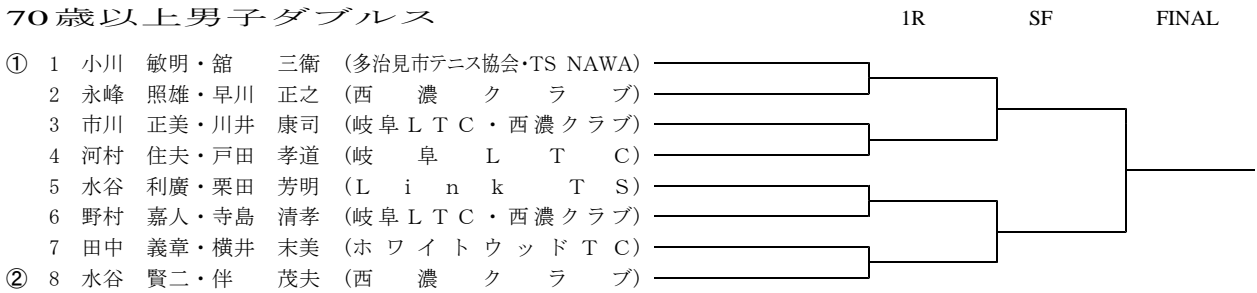 70歳以上男子ダブルス 1R SF FINAL
① 1 小川 敏明・舘 三衛 (多治見市テニス協会・TS NAWA)
2 永峰 照雄・早川 正之 (西濃クラブ)
3 市川 正美・川井 康司 (岐阜LTC・西濃クラブ)
4 河村 住夫・戸田 孝道 (岐阜LTC)
5 水谷 利廣・栗田 芳明 (Link TS)
6 野村 嘉人・寺島 清孝 (岐阜LTC・西濃クラブ)
7 田中 義章・横井 末美 (ホワイトウッドTC)
② 8 水谷 賢二・伴 茂夫 (西濃クラブ)